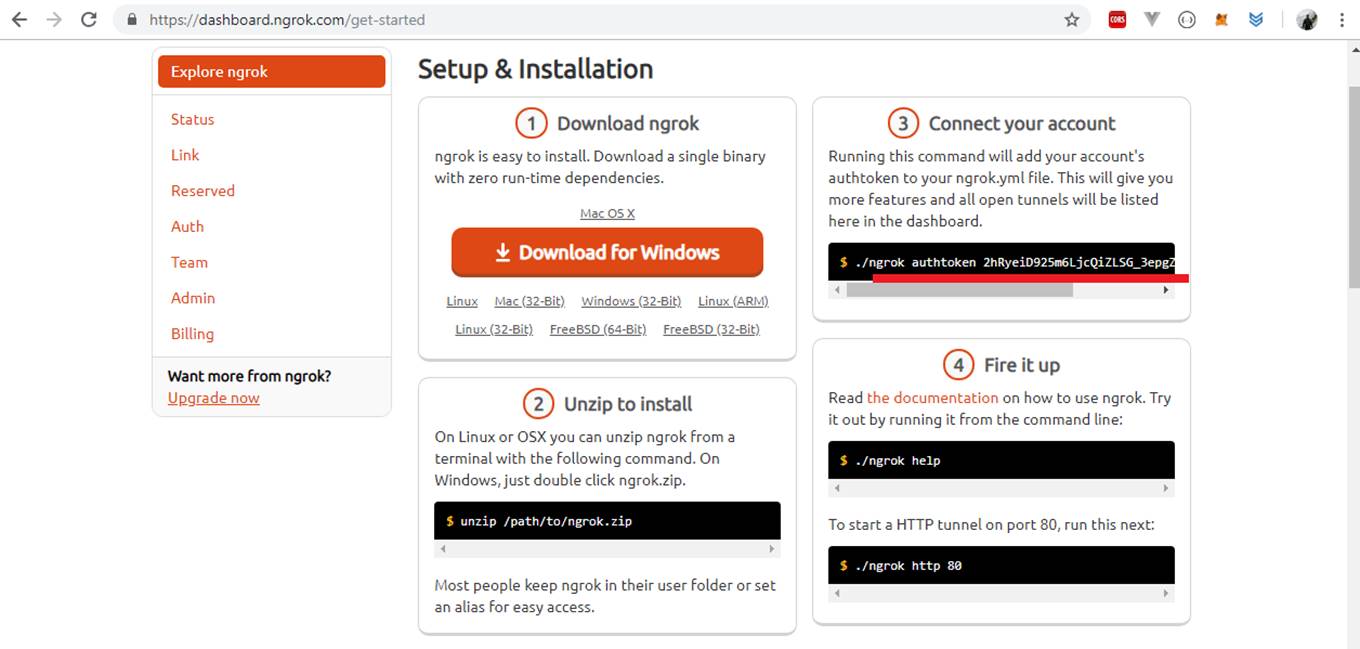 https://dashboard.ngrok.com/get-started
CORS
Explore ngrok
Status
Link
Reserved
Auth
Team
Admin
Billing
Want more from ngrok?
Upgrade now
Setup & Installation
1 Download ngrok
ngrok is easy to install. Download a single binary
with zero run-time dependencies.
Mac OS X
Download for Windows
Linux Mac (32-Bit) Windows (32-Bit) Linux (ARM)
Linux (32-Bit) FreeBSD (64-Bit) FreeBSD (32-Bit)
2 Unzip to install
On Linux or OSX you can unzip ngrok from a
terminal with the following command. On
Windows, just double click ngrok.zip.
$ unzip /path/to/ngrok.zip
Most people keep ngrok in their user folder or set
an alias for easy access.
3 Connect your account
Running this command will add your account's
authtoken to your ngrok.yml file. This will give you
more features and all open tunnels will be listed
here in the dashboard.
$ ./ngrok authtoken 2hRyeiD925m6LjcQiZLSG_3epgZ
4 Fire it up
Read the documentation on how to use ngrok. Try
it out by running it from the command line:
$ ./ngrok help
To start a HTTP tunnel on port 80, run this next:
$ ./ngrok http 80